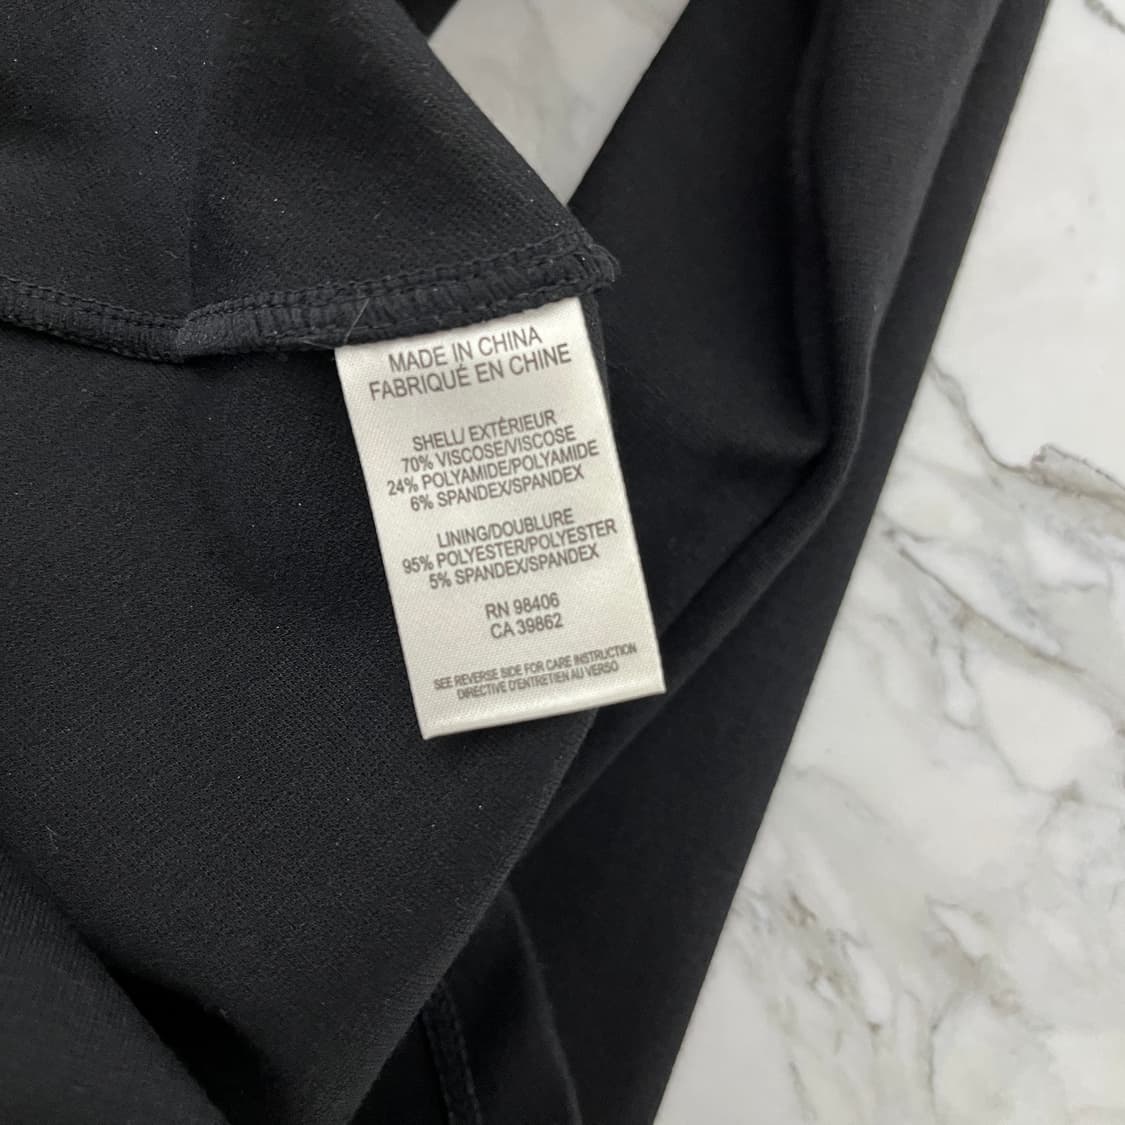 MADE IN CHINA
FABRIQUÉ EN CHINE
SHELL/ EXTÉRIEUR
70% VISCOSE/VISCOSE
24% POLYAMIDE/POLYAMIDE
6% SPANDEX/SPANDEX
LINING/DOUBLURE
95% POLYESTER/POLYESTER
5% SPANDEX/SPANDEX
RN 98406
CA 39862
SEE REVERSE SIDE FOR CARE INSTRUCTION
DIRECTIVE D'ENTRETIEN AU VERSO